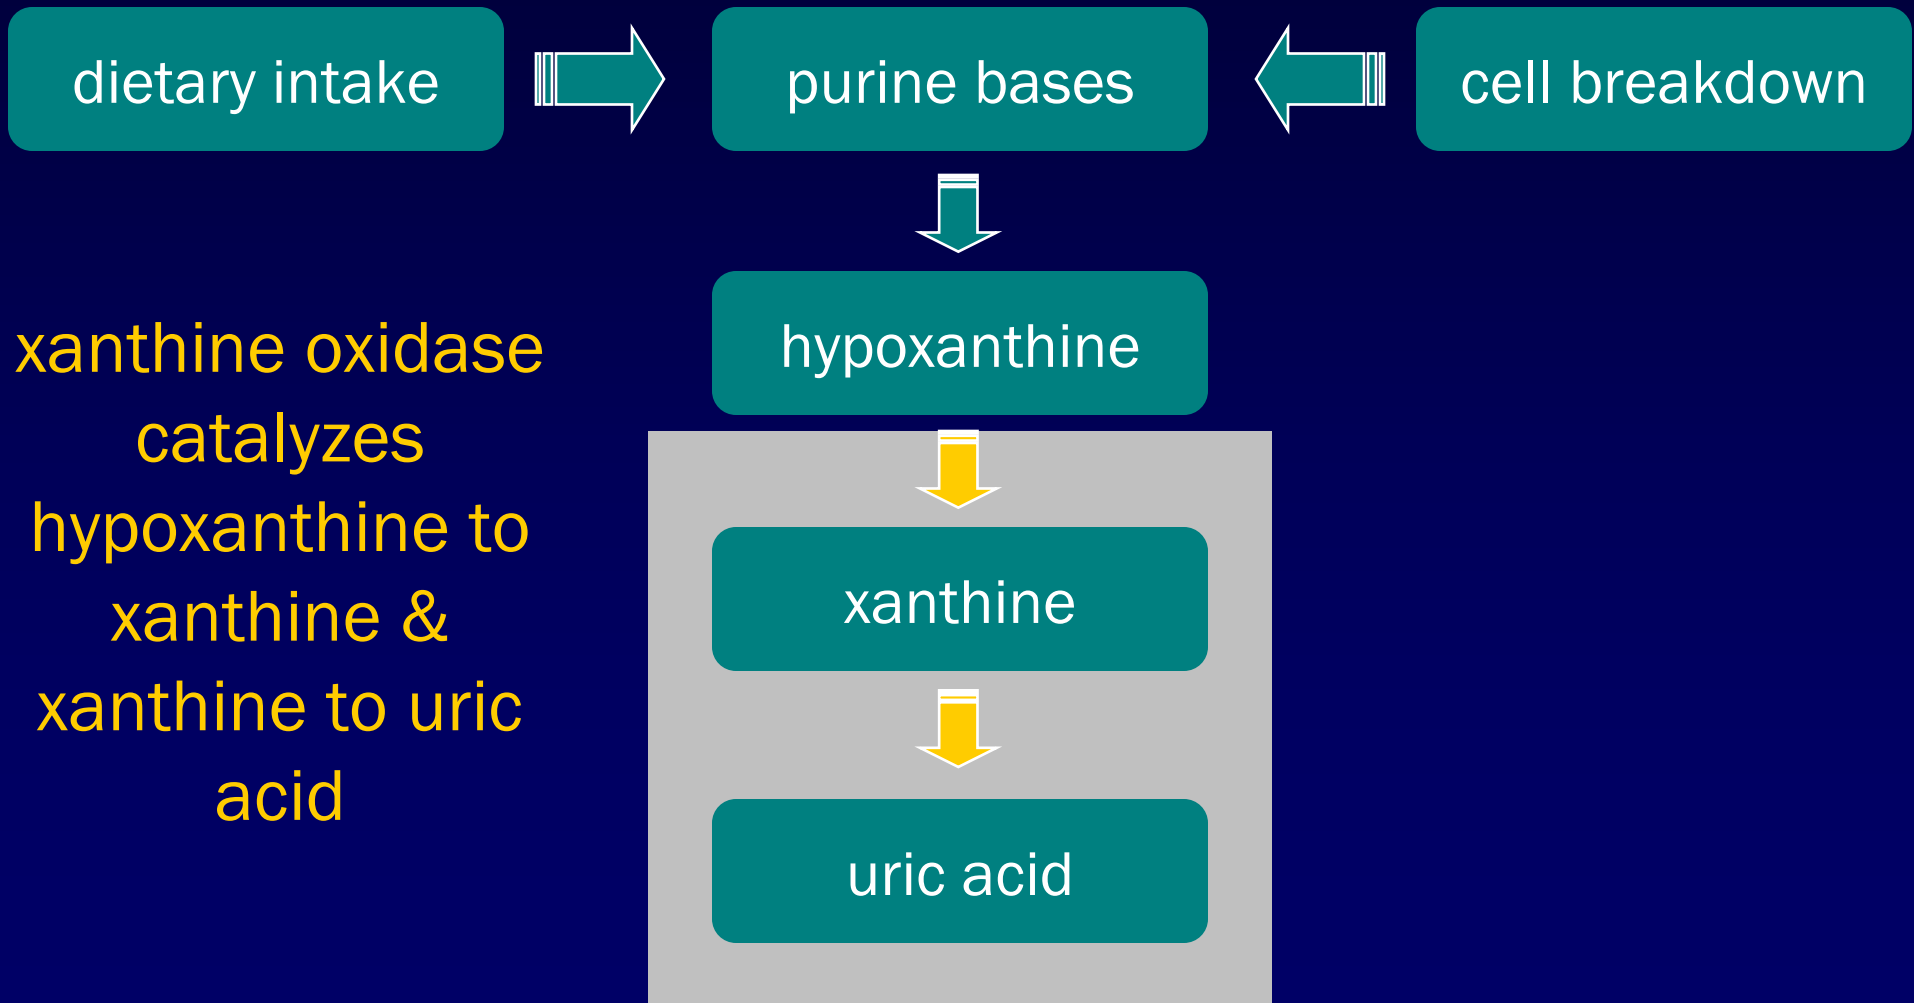 dietary intake
purine bases
cell breakdown
hypoxanthine
xanthine oxidase
catalyzes
hypoxanthine to
xanthine &
xanthine to uric
acid
xanthine
uric acid